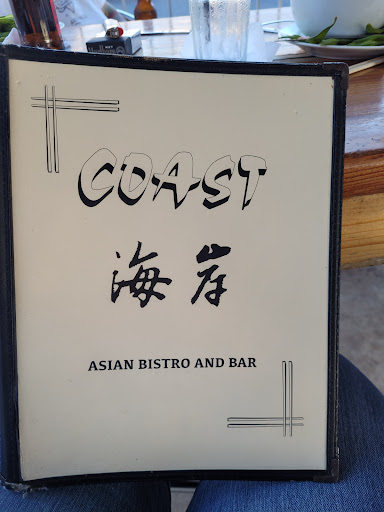 COAST
海岸
ASIAN BISTRO AND BAR